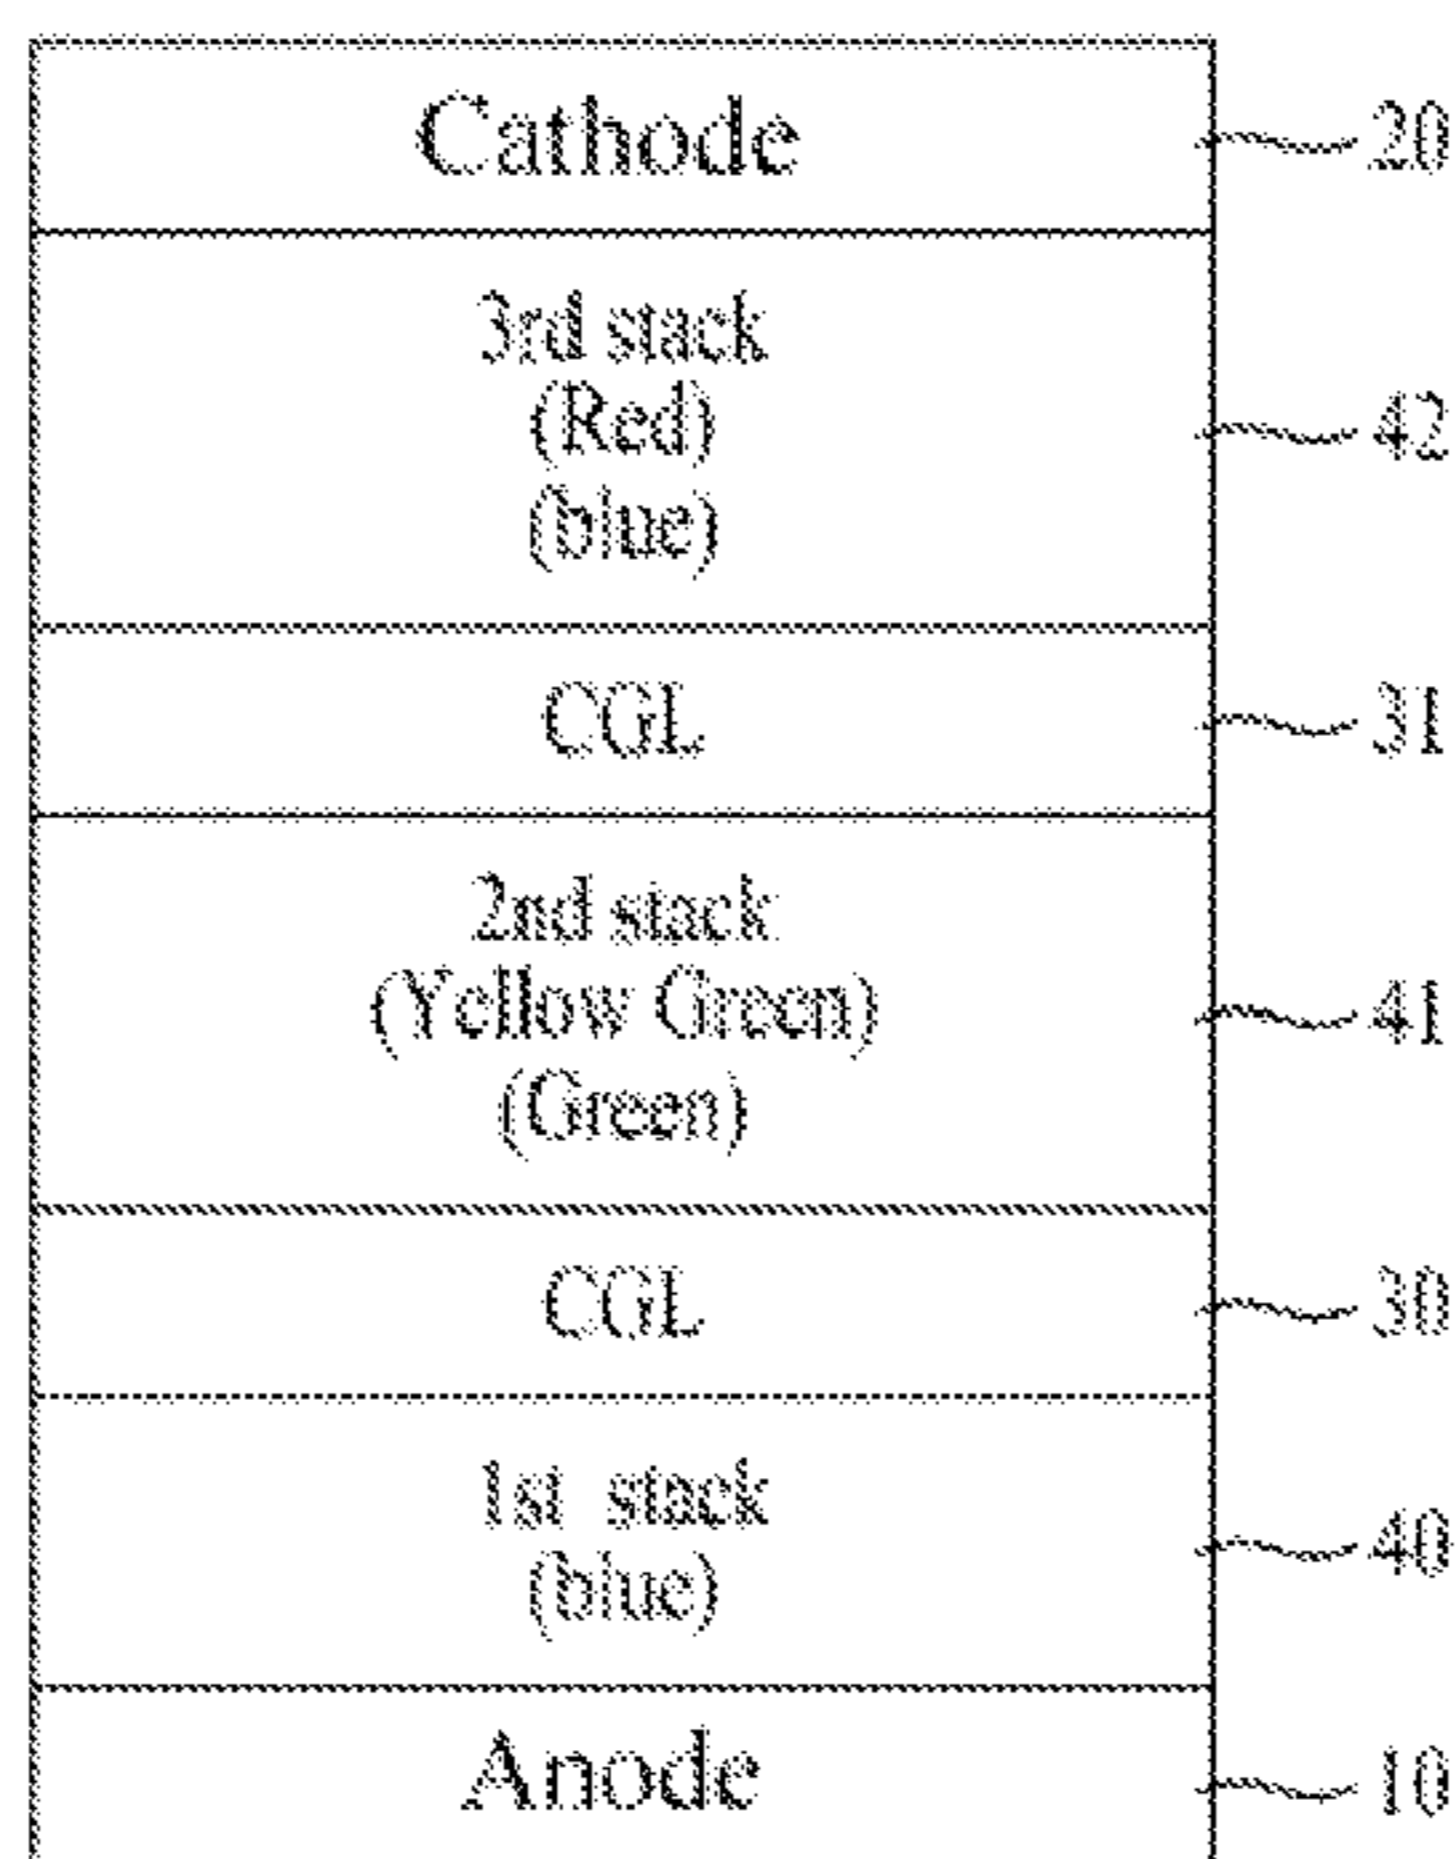 Cathode 20
3rd stack
(Red) 42
(blue)
CGL 31
2nd stack
(Yellow Green) 41
(Green)
CGL 30
1st stack
(blue) 40
Anode 10